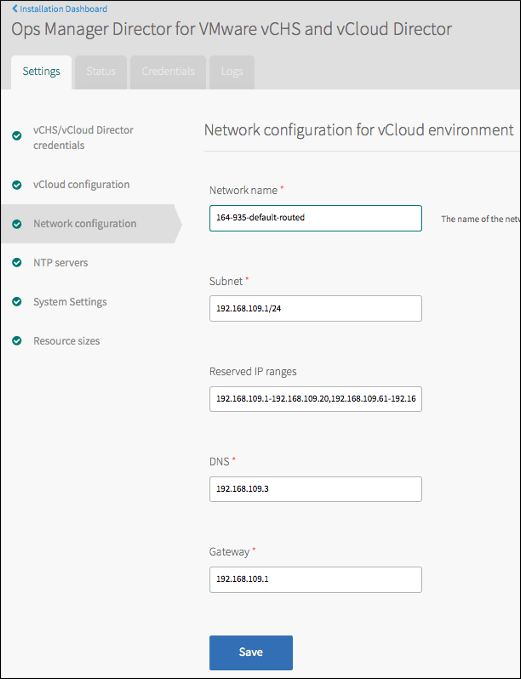 Installation Dashboard
Ops Manager Director for VMware vCHS and vCloud Director
Settings
Status
Credentials
Logs
vCHS/vCloud Director
credentials
vCloud configuration
Network configuration
NTP servers
System Settings
Resource sizes
Network configuration for vCloud environment
Network name *
164-935-default-routed
The name of the netw
Subnet *
192.168.109.1/24
Reserved IP ranges
192.168.109.1-192.168.109.20,192.168.109.61-192.16
DNS *
192.168.109.3
Gateway *
192.168.109.1
Save